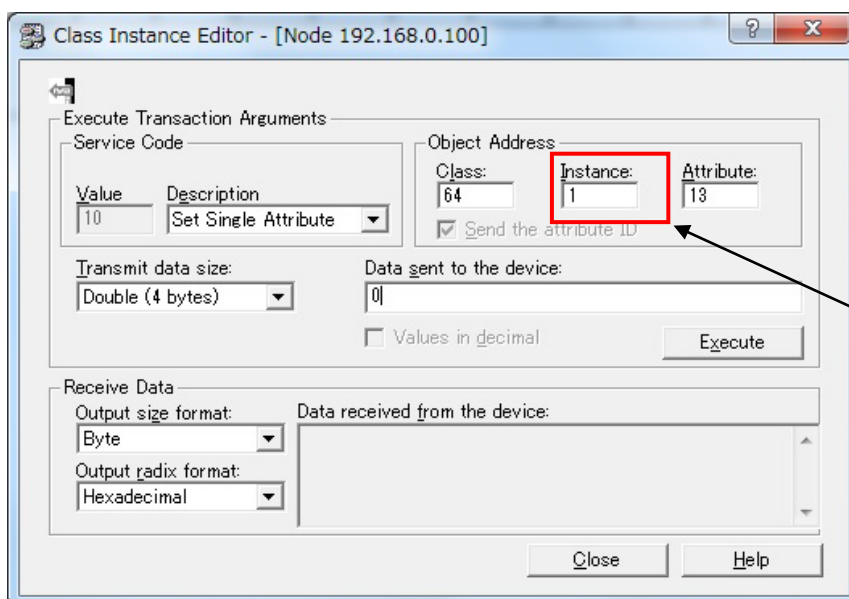 Class Instance Editor - [Node 192.168.0.100]
Execute Transaction Arguments
Service Code
Object Address
Value
Description
Class:
Instance:
Attribute:
10
Set Single Attribute
64
1
13
Send the attribute ID
Transmit data size:
Data sent to the device:
Double (4 bytes)
0
Values in decimal
Execute
Receive Data
Output size format:
Data received from the device:
Byte
Output radix format:
Hexadecimal
Close
Help